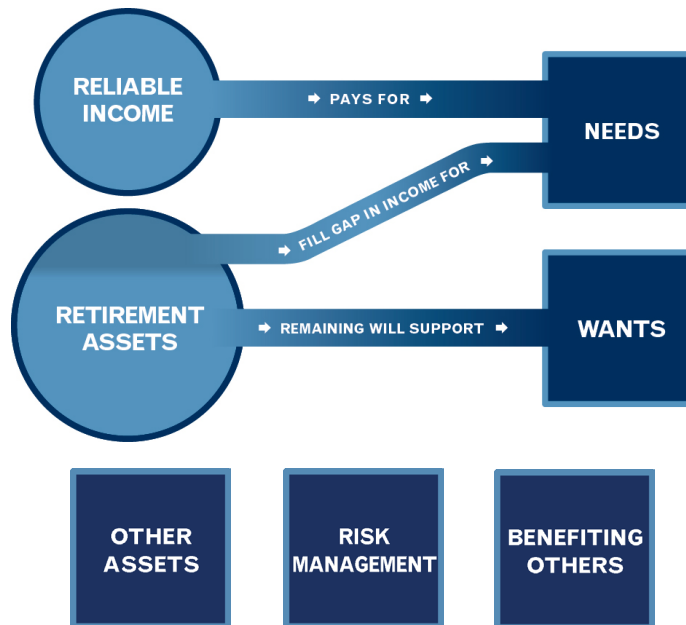 RELIABLE
INCOME
PAYS FOR
NEEDS
FILL GAP IN INCOME FOR
RETIREMENT
ASSETS
REMAINING WILL SUPPORT
WANTS
OTHER
ASSETS
RISK
MANAGEMENT
BENEFITING
OTHERS